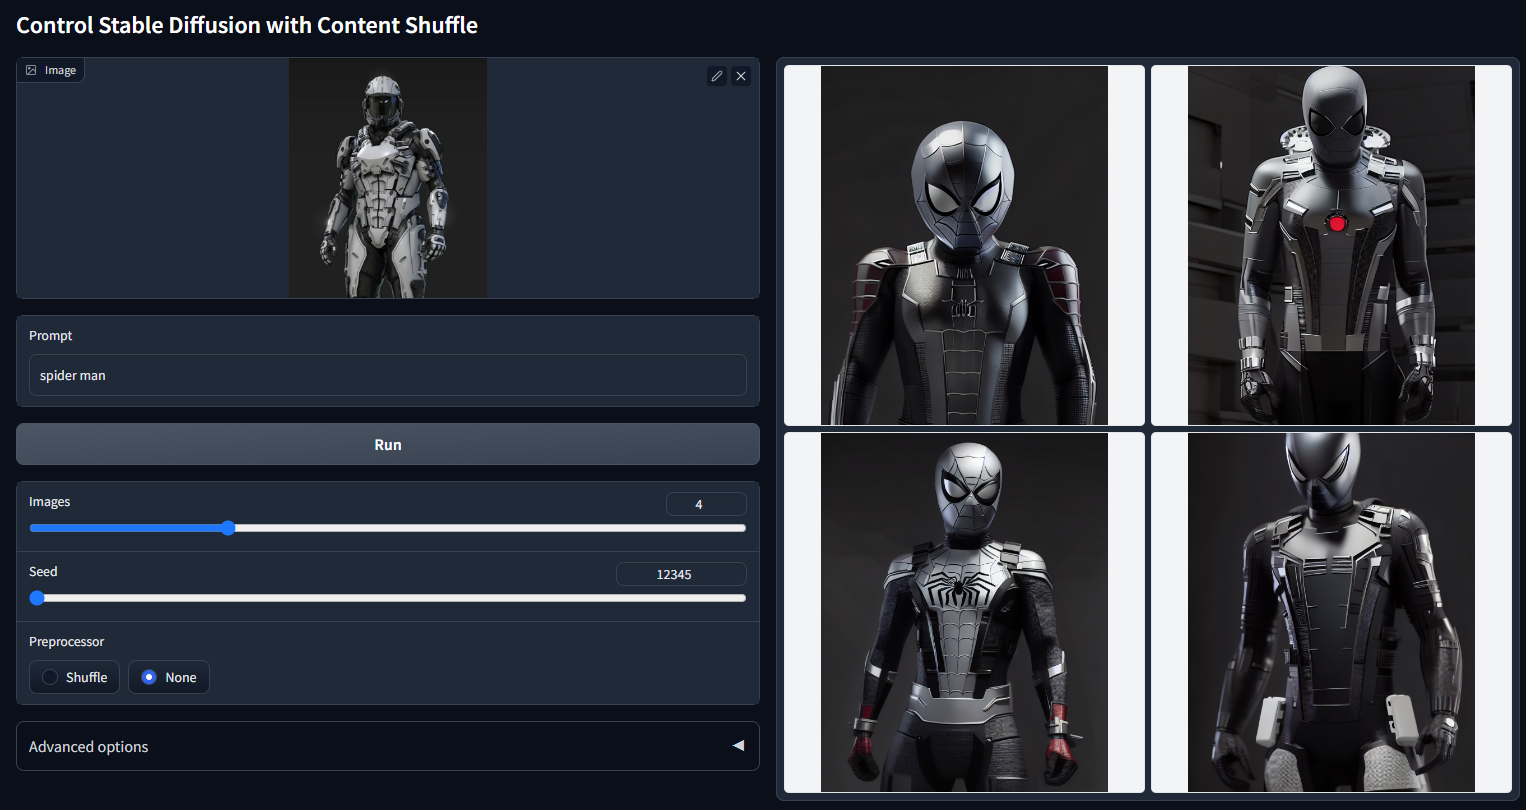 Control Stable Diffusion with Content Shuffle
Image
Prompt
spider man
Run
Images
4
Seed
12345
Preprocessor
Shuffle
None
Advanced options